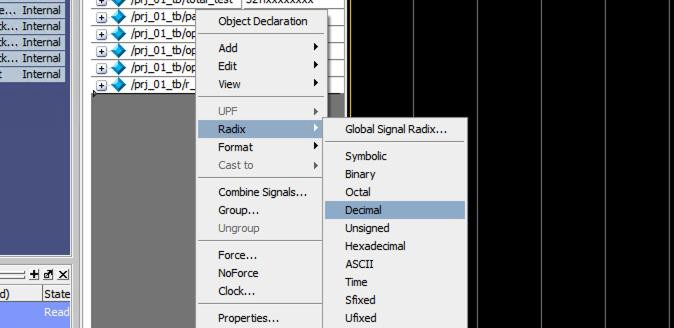 /prj_01_tb/total_test 32'hxxxxxxxx
e... Internal
ck... Internal
ck... Internal
ck... Internal
t Internal
/prj_01_tb/pa
/prj_01_tb/op
/prj_01_tb/op
/prj_01_tb/op
/prj_01_tb/r_
Object Declaration
Add
Edit
View
UPF
Radix
Format
Cast to
Combine Signals...
Group...
Ungroup
Force...
NoForce
Clock...
Properties...
Global Signal Radix...
Symbolic
Binary
Octal
Decimal
Unsigned
Hexadecimal
ASCII
Time
Sfixed
Ufixed
d) State
Read